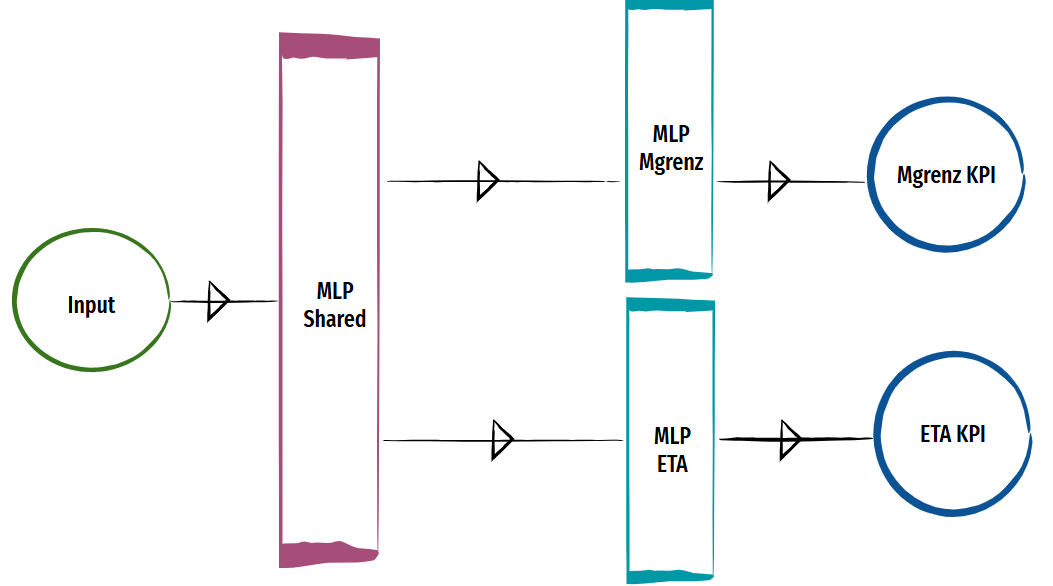 Input
MLP
Shared
MLP
Mgrenz
Mgrenz KPI
MLP
ETA
ETA KPI